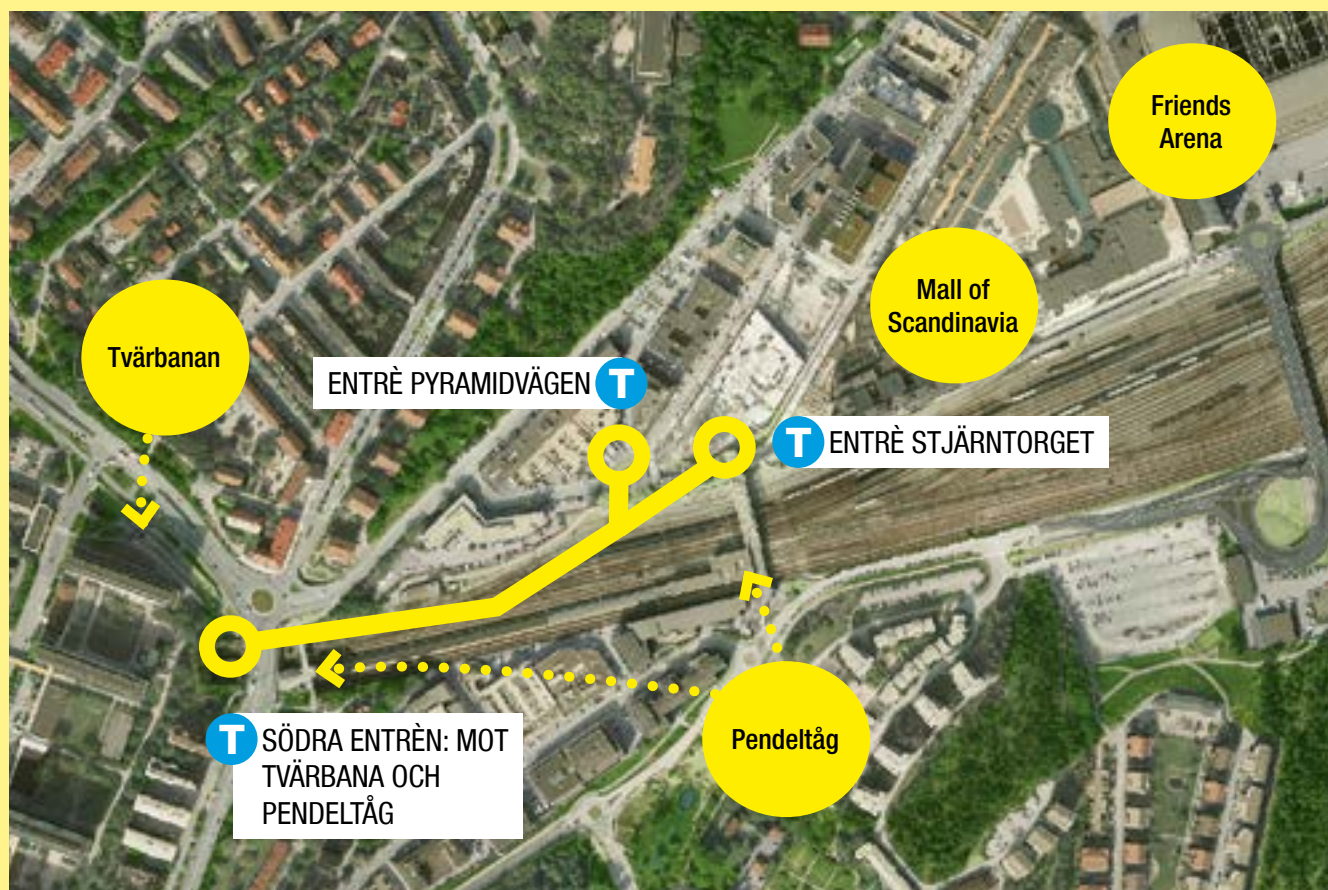 Friends
Arena
Mall of
Scandinavia
Tvärbanan
ENTRÈ PYRAMIDVÄGEN T
T ENTRÈ STJÄRNTORGET
T SÖDRA ENTRÈN: MOT
TVÄRBANA OCH
PENDELTÅG
Pendeltåg